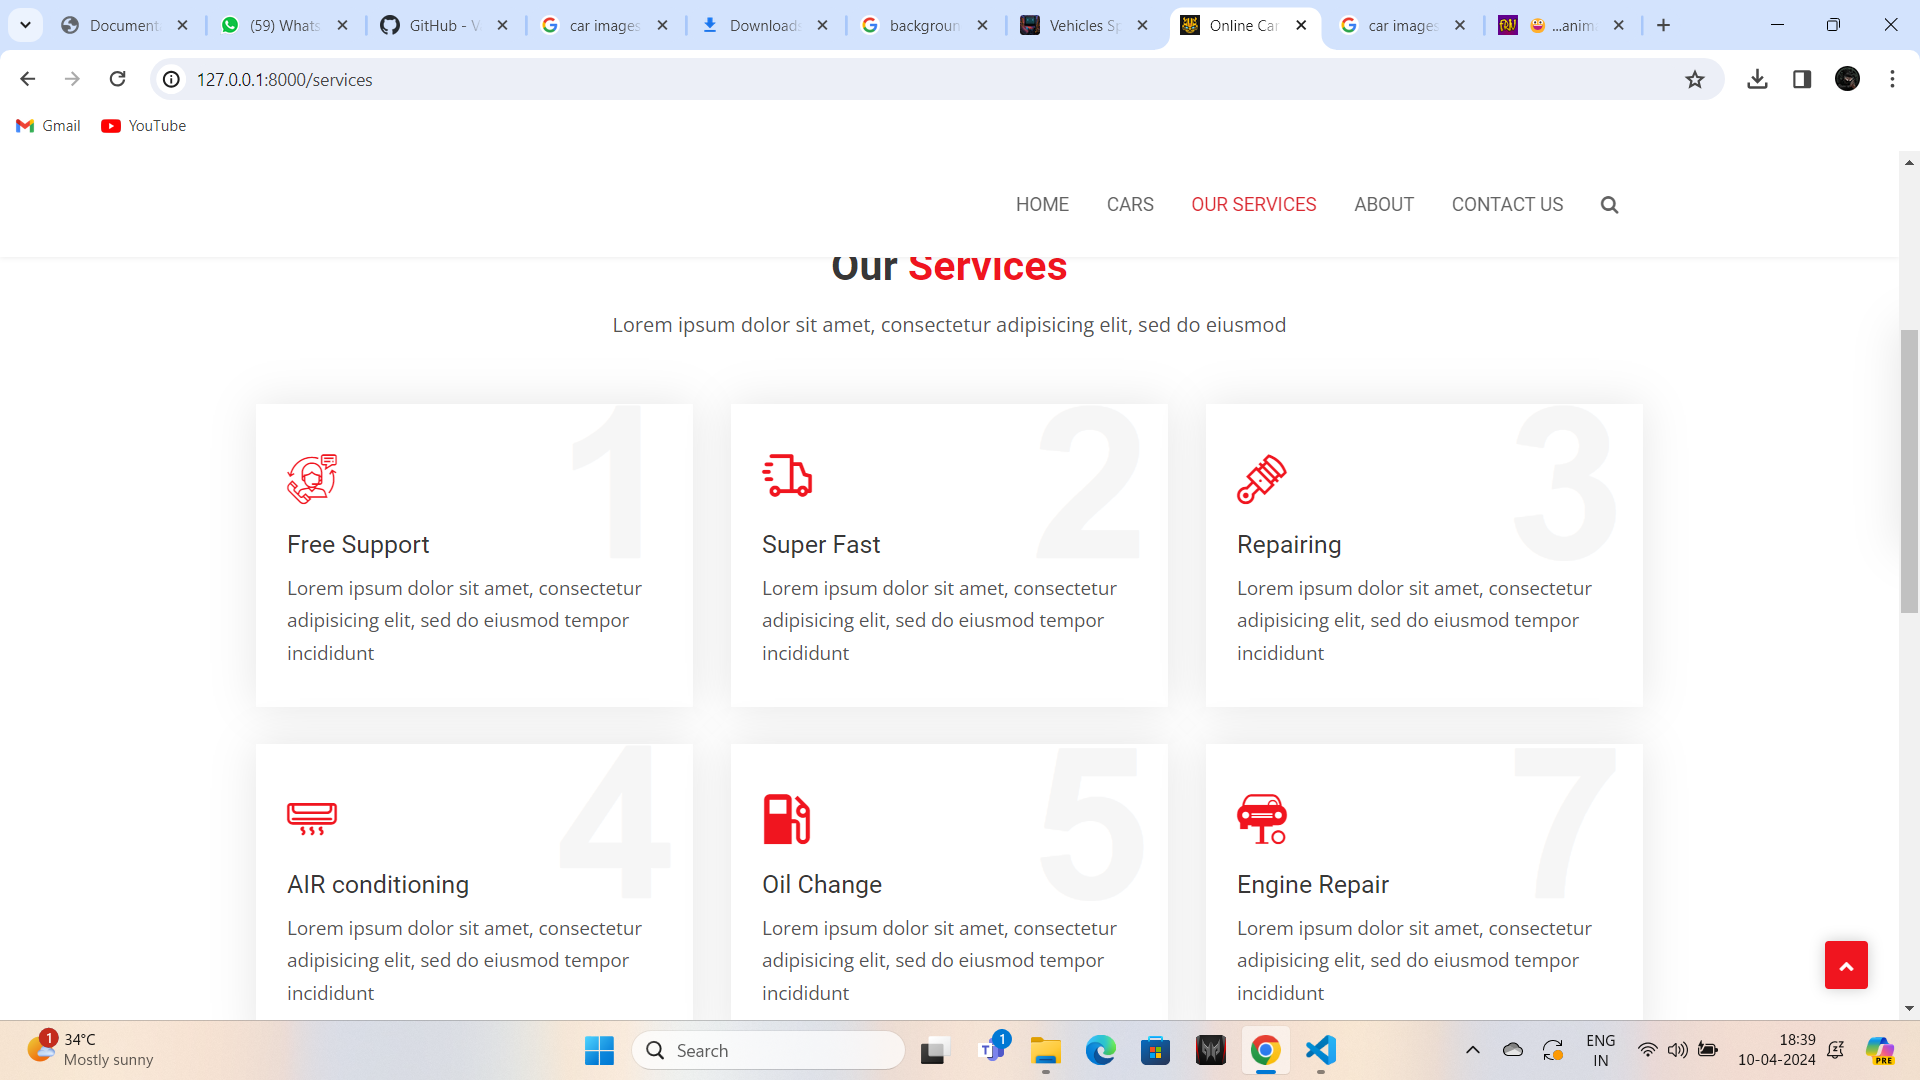 Document
(59) Whats
GitHub - V
car images
Downloads
backgroun
Vehicles Sp
Online Car
car images
...anim
127.0.0.1:8000/services
Gmail
YouTube
HOME
CARS
OUR SERVICES
ABOUT
CONTACT US
Our Services
Lorem ipsum dolor sit amet, consectetur adipisicing elit, sed do eiusmod
1
Free Support
Lorem ipsum dolor sit amet, consectetur
adipisicing elit, sed do eiusmod tempor
incididunt
2
Super Fast
Lorem ipsum dolor sit amet, consectetur
adipisicing elit, sed do eiusmod tempor
incididunt
3
Repairing
Lorem ipsum dolor sit amet, consectetur
adipisicing elit, sed do eiusmod tempor
incididunt
4
AIR conditioning
Lorem ipsum dolor sit amet, consectetur
adipisicing elit, sed do eiusmod tempor
incididunt
5
Oil Change
Lorem ipsum dolor sit amet, consectetur
adipisicing elit, sed do eiusmod tempor
incididunt
7
Engine Repair
Lorem ipsum dolor sit amet, consectetur
adipisicing elit, sed do eiusmod tempor
incididunt
1
34°C
Mostly sunny
Search
1
ENG
IN
18:39
10-04-2024
PRE